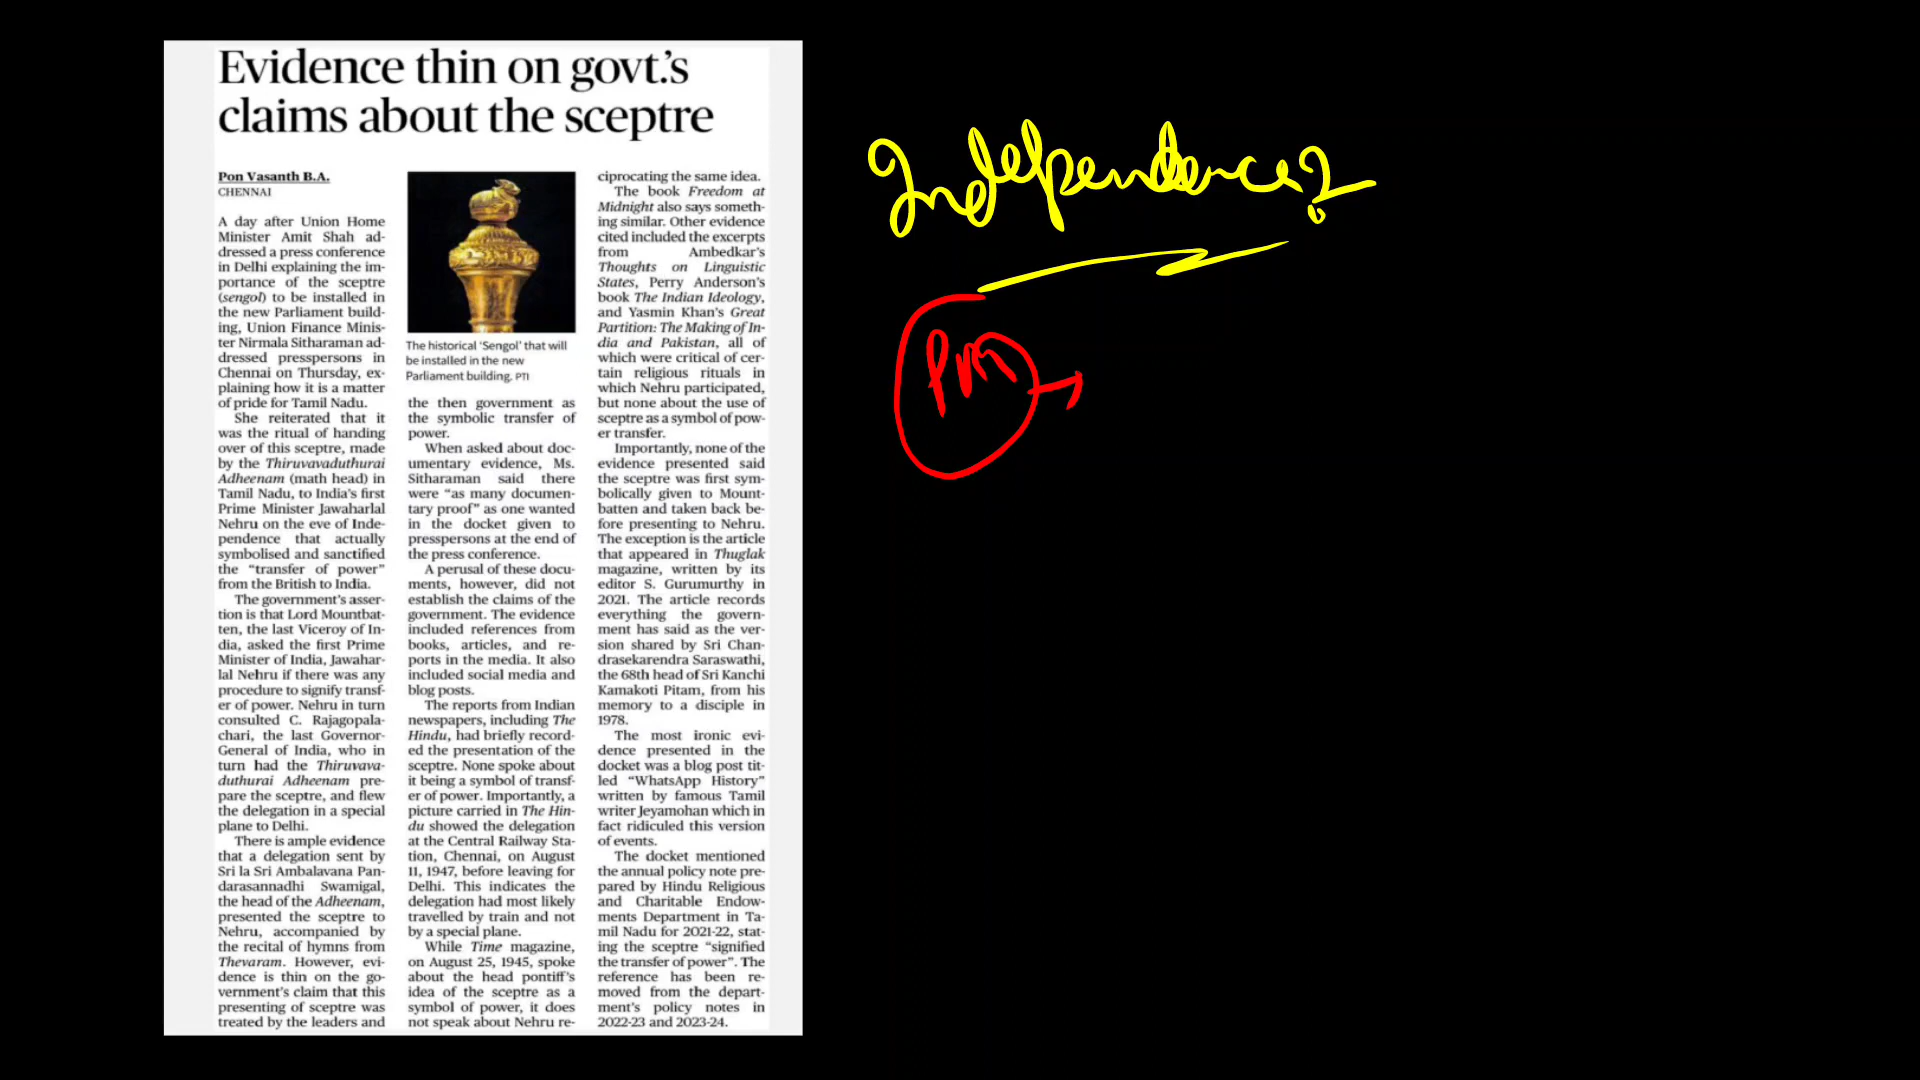 Evidence thin on govt.'s
claims about the sceptre
Pon Vasanth B.A.
CHENNAI
A day after Union Home
Minister Amit Shah ad-
dressed a press conference
in Delhi explaining the im-
portance of the sceptre
(sengol) to be installed in
the new Parliament build-
ing, Union Finance Minis-
ter Nirmala Sitharaman ad-
dressed presspersons in
Chennai on Thursday, ex-
plaining how it is a matter
of pride for Tamil Nadu.
She reiterated that it
was the ritual of handing
over of this sceptre, made
by the Thiruvavaduthurai
Adheenam (math head) in
Tamil Nadu, to India's first
Prime Minister Jawaharlal
Nehru on the eve of Inde-
pendence that actually
symbolised and sanctified
the "transfer of power"
from the British to India.
The government's asser-
tion is that Lord Mountbat-
ten, the last Viceroy of In-
dia, asked the first Prime
Minister of India, Jawahar-
lal Nehru if there was any
procedure to signify transf-
er of power. Nehru in turn
consulted C. Rajagopala-
chari, the last Governor-
General of India, who in
turn had the Thiruvava-
duthurai Adheenam pre-
pare the sceptre, and flew
the delegation in a special
plane to Delhi.
There is ample evidence
that a delegation sent by
Sri la Sri Ambalavana Pan-
darasannadhi Swamigal,
the head of the Adheenam,
presented the sceptre to
Nehru, accompanied by
the recital of hymns from
Thevaram. However, evi-
dence is thin on the go-
vernment's claim that this
presenting of sceptre was
treated by the leaders and
The historical 'Sengol' that will
be installed in the new
Parliament building. PTI
the then government as
the symbolic transfer of
power.
When asked about doc-
umentary evidence, Ms.
Sitharaman said there
were "as many documen-
tary proof" as one wanted
in the docket given to
presspersons at the end of
the press conference.
A perusal of these docu-
ments, however, did not
establish the claims of the
government. The evidence
included references from
books, articles, and re-
ports in the media. It also
included social media and
blog posts.
The reports from Indian
newspapers, including The
Hindu, had briefly record-
ed the presentation of the
sceptre. None spoke about
it being a symbol of transf-
er of power. Importantly, a
picture carried in The Hin-
du showed the delegation
at the Central Railway Sta-
tion, Chennai, on August
11, 1947, before leaving for
Delhi. This indicates the
delegation had most likely
travelled by train and not
by a special plane.
While Time magazine,
on August 25, 1945, spoke
about the head pontiff's
idea of the sceptre as a
symbol of power, it does
not speak about Nehru re-
ciprocating the same idea.
The book Freedom at
Midnight also says someth-
ing similar. Other evidence
cited included the excerpts
from Ambedkar's
Thoughts on Linguistic
States, Perry Anderson's
book The Indian Ideology,
and Yasmin Khan's Great
Partition: The Making of In-
dia and Pakistan, all of
which were critical of cer-
tain religious rituals in
which Nehru participated,
but none about the use of
sceptre as a symbol of pow-
er transfer.
Importantly, none of the
evidence presented said
the sceptre was first sym-
bolically given to Mount-
batten and taken back be-
fore presenting to Nehru.
The exception is the article
that appeared in Thuglak
magazine, written by its
editor S. Gurumurthy in
2021. The article records
everything the govern-
ment has said as the ver-
sion shared by Sri Chan-
drasekarendra Saraswathi,
the 68th head of Sri Kanchi
Kamakoti Pitam, from his
memory to a disciple in
1978.
The most ironic evi-
dence presented in the
docket was a blog post tit-
led "WhatsApp History"
written by famous Tamil
writer Jeyamohan which in
fact ridiculed this version
of events.
The docket mentioned
the annual policy note pre-
pared by Hindu Religious
and Charitable Endow-
ments Department in Ta-
mil Nadu for 2021-22, stat-
ing the sceptre "signified
the transfer of power". The
reference has been re-
moved from the depart-
ment's policy notes in
2022-23 and 2023-24.
Independence?
PM